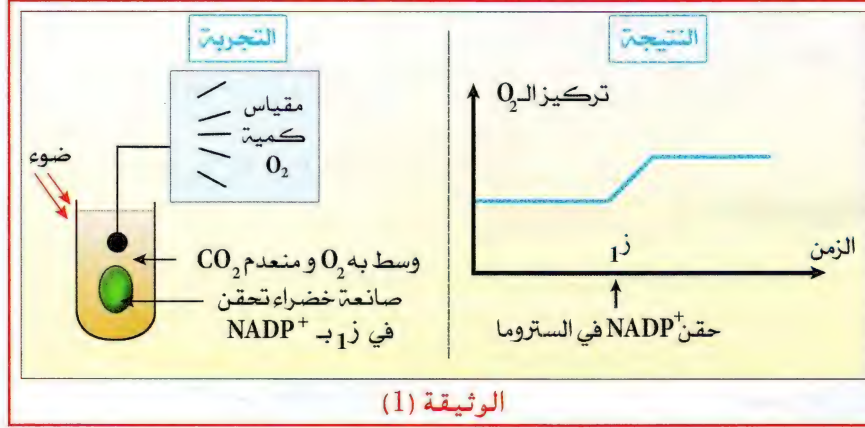 التجربة
مقياس
كمية
O₂
ضوء
وسط به O₂ و منعدم CO₂
صانعة خضراء تحقن
في ز₁ بـ NADP⁺
النتيجة
تركيز الـ O₂
ز₁
الزمن
حقن NADP⁺ في الستروما
الوثيقة (1)